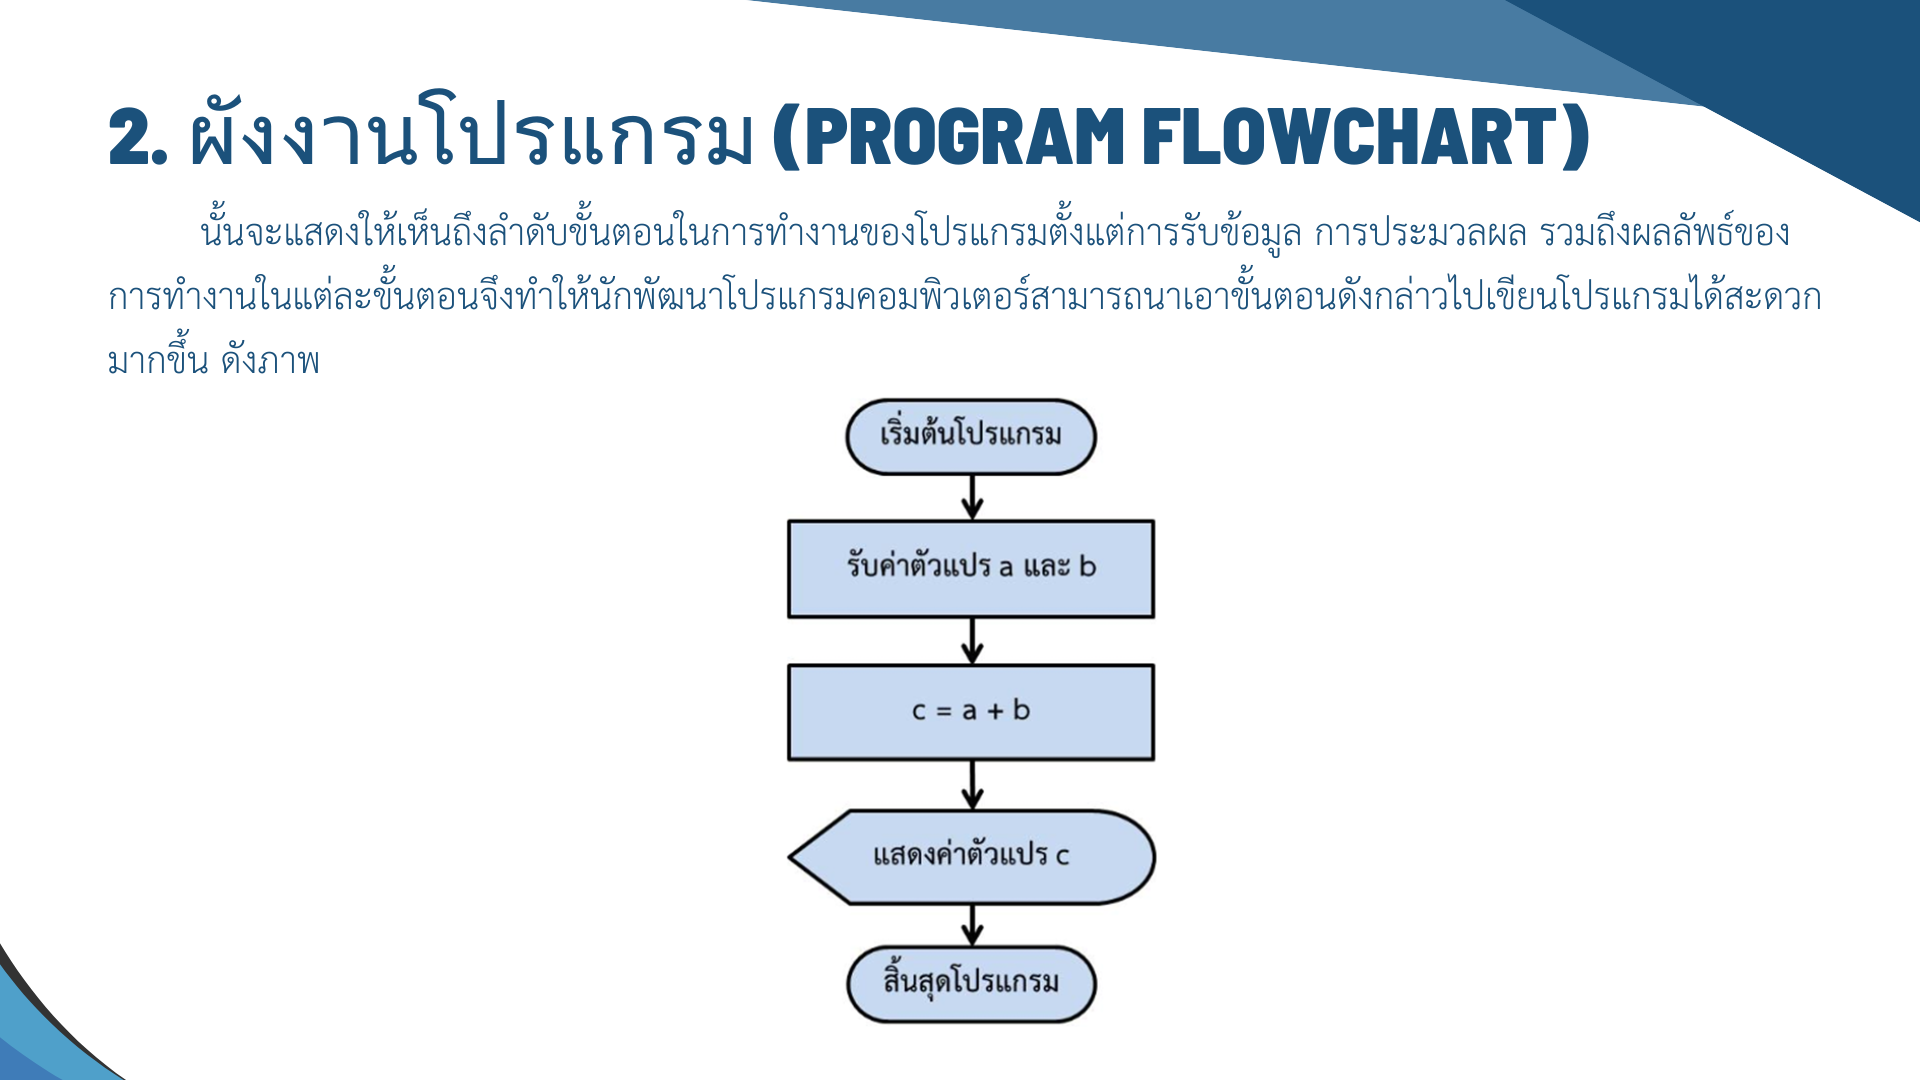 2. ผังงานโปรแกรม (PROGRAM FLOWCHART)
นั้นจะแสดงให้เห็นถึงลำดับขั้นตอนในการทำงานของโปรแกรมตั้งแต่การรับข้อมูล การประมวลผล รวมถึงผลลัพธ์ของ
การทำงานในแต่ละขั้นตอนจึงทำให้นักพัฒนาโปรแกรมคอมพิวเตอร์สามารถนาเอาขั้นตอนดังกล่าวไปเขียนโปรแกรมได้สะดวก
มากขึ้น ดังภาพ
เริ่มต้นโปรแกรม
รับค่าตัวแปร a และ b
c = a + b
แสดงค่าตัวแปร c
สิ้นสุดโปรแกรม